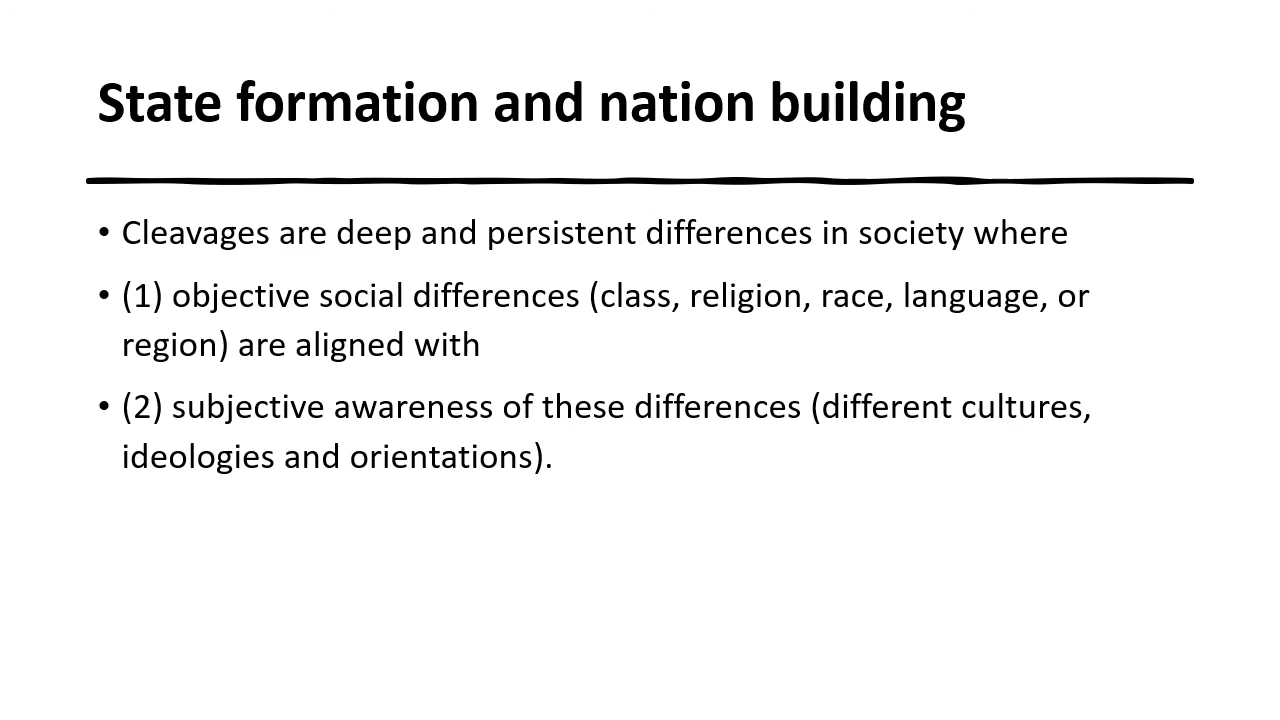 State formation and nation building
• Cleavages are deep and persistent differences in society where
• (1) objective social differences (class, religion, race, language, or
region) are aligned with
• (2) subjective awareness of these differences (different cultures,
ideologies and orientations).